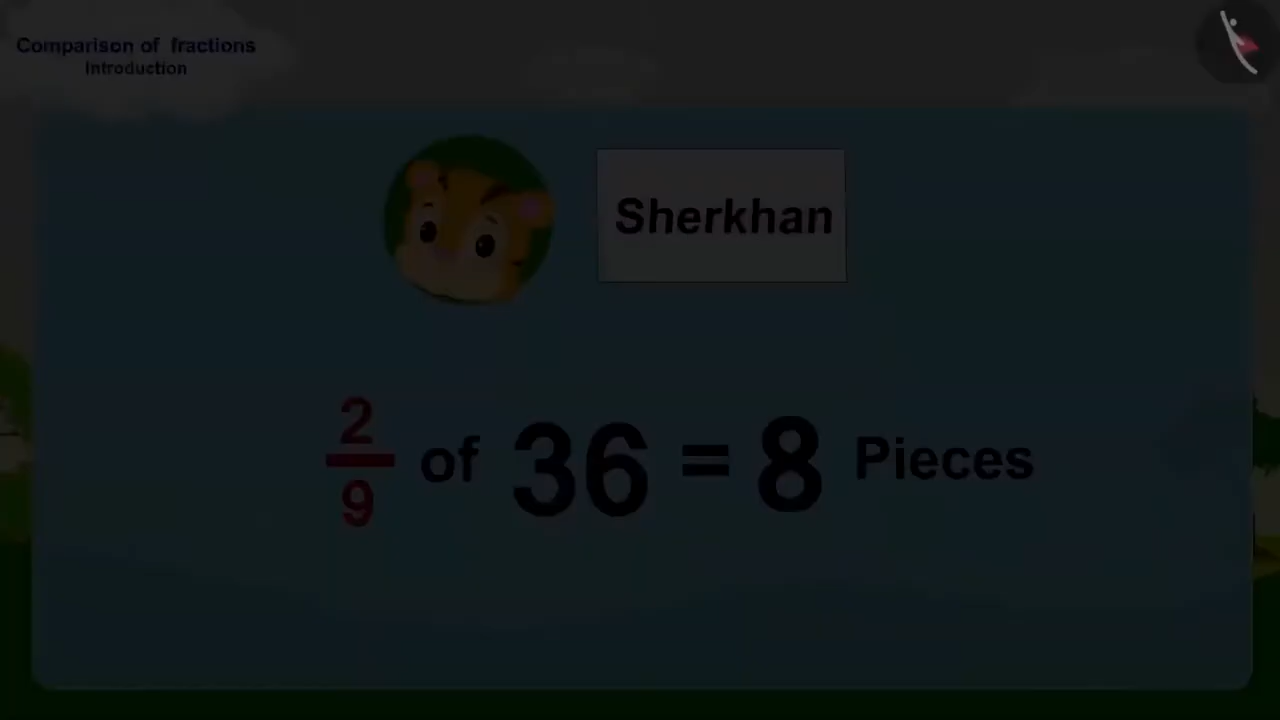 Comparison of fractions
Introduction
Sherkhan
2/9 of 36 = 8 Pieces